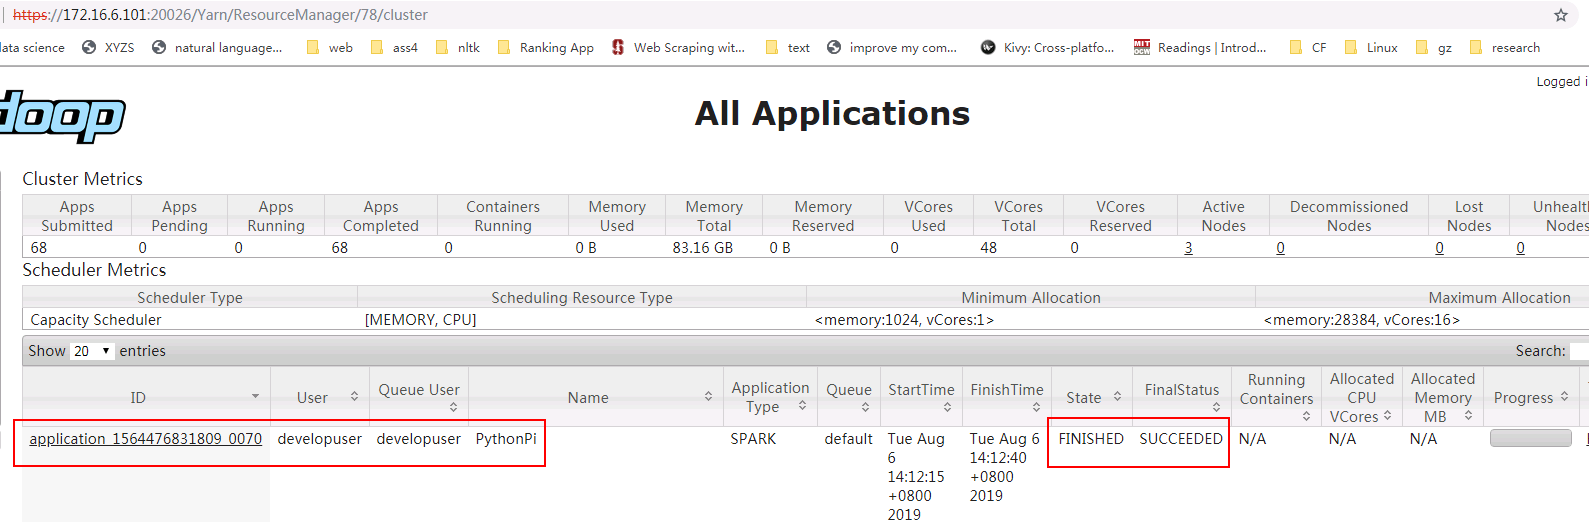 https://172.16.6.101:20026/Yarn/ResourceManager/78/cluster
data science XYZS natural language... web ass4 nltk Ranking App Web Scraping wit... text improve my com... Kivy: Cross-platfo... MIT OCW Readings | Introd... CF Linux gz research
Logged i
doop
All Applications
Cluster Metrics
Apps Submitted Apps Pending Apps Running Apps Completed Containers Running Memory Used Memory Total Memory Reserved VCores Used VCores Total VCores Reserved Active Nodes Decommissioned Nodes Lost Nodes Unhealth Nodes
68 0 0 68 0 0 B 83.16 GB 0 B 0 48 0 3 0 0 0
Scheduler Metrics
Scheduler Type Scheduling Resource Type Minimum Allocation Maximum Allocation
Capacity Scheduler [MEMORY, CPU] <memory:1024, vCores:1> <memory:28384, vCores:16>
Show 20 entries Search:
ID User Queue User Name Application Type Queue StartTime FinishTime State FinalStatus Running Containers Allocated CPU VCores Allocated Memory MB Progress
application_1564476831809_0070 developuser developuser PythonPi SPARK default Tue Aug 6 14:12:15 +0800 2019 Tue Aug 6 14:12:40 +0800 2019 FINISHED SUCCEEDED N/A N/A N/A